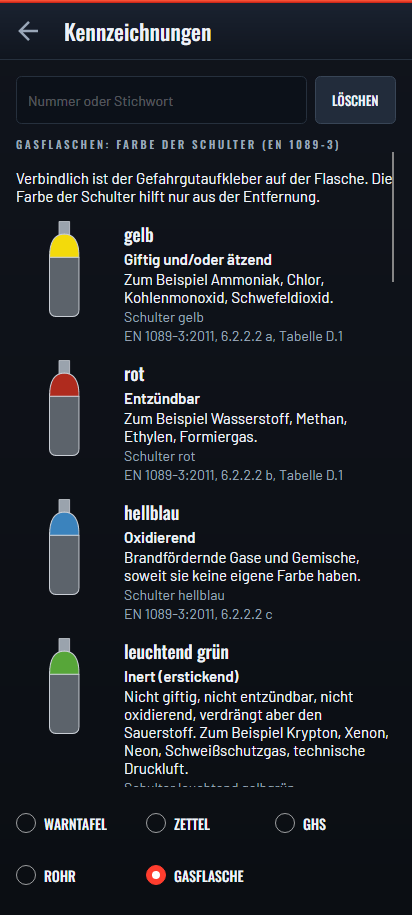 Kennzeichnungen
Nummer oder Stichwort
LÖSCHEN
GASFLASCHEN: FARBE DER SCHULTER (EN 1089-3)
Verbindlich ist der Gefahrgutaufkleber auf der Flasche. Die
Farbe der Schulter hilft nur aus der Entfernung.
gelb
Giftig und/oder ätzend
Zum Beispiel Ammoniak, Chlor,
Kohlenmonoxid, Schwefeldioxid.
Schulter gelb
EN 1089-3:2011, 6.2.2.2 a, Tabelle D.1
rot
Entzündbar
Zum Beispiel Wasserstoff, Methan,
Ethylen, Formiergas.
Schulter rot
EN 1089-3:2011, 6.2.2.2 b, Tabelle D.1
hellblau
Oxidierend
Brandfördernde Gase und Gemische,
soweit sie keine eigene Farbe haben.
Schulter hellblau
EN 1089-3:2011, 6.2.2.2 c
leuchtend grün
Inert (erstickend)
Nicht giftig, nicht entzündbar, nicht
oxidierend, verdrängt aber den
Sauerstoff. Zum Beispiel Krypton, Xenon,
Neon, Schweißschutzgas, technische
Druckluft.
Schulter leuchtend gelbgrün
WARNTAFEL
ZETTEL
GHS
ROHR
GASFLASCHE